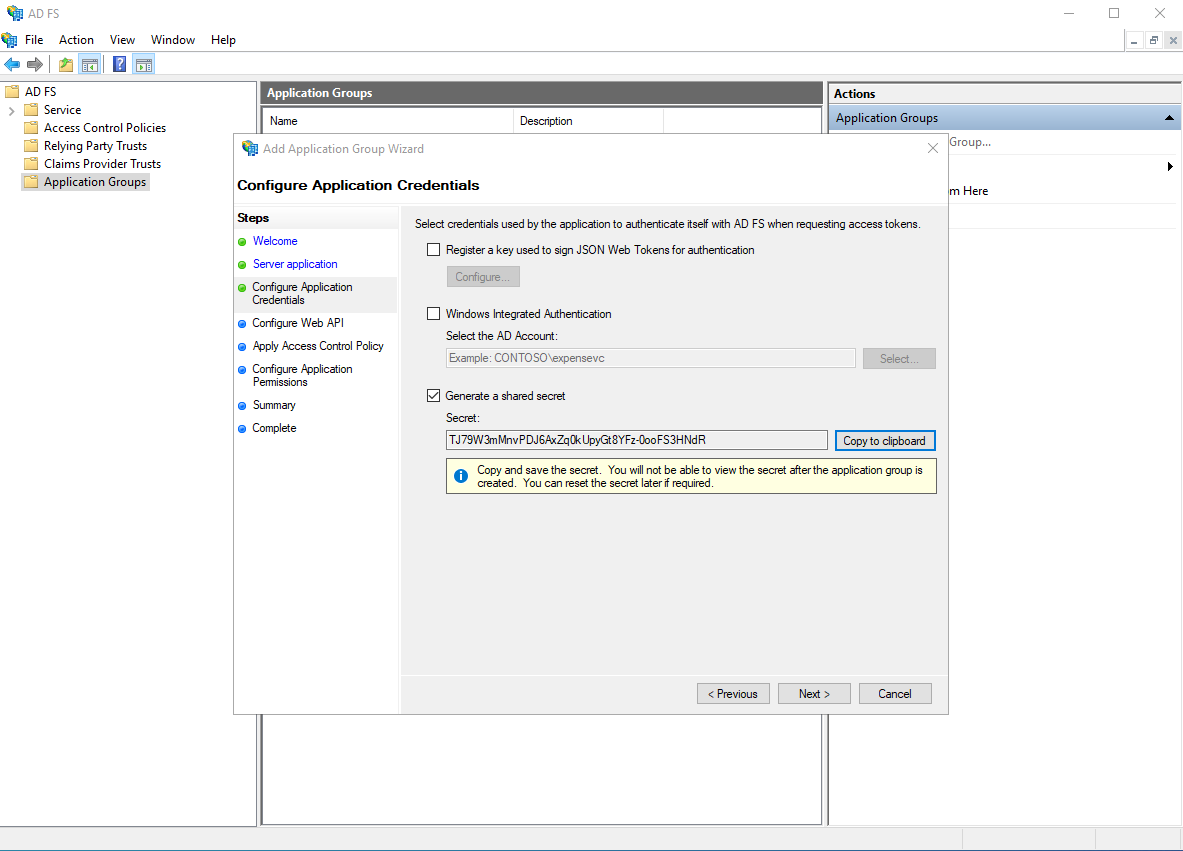 AD FS
File Action View Window Help
AD FS
Service
Access Control Policies
Relying Party Trusts
Claims Provider Trusts
Application Groups
Application Groups
Name Description
Actions
Application Groups
Group...
m Here
Add Application Group Wizard
Configure Application Credentials
Steps
Welcome
Server application
Configure Application
Credentials
Configure Web API
Apply Access Control Policy
Configure Application
Permissions
Summary
Complete
Select credentials used by the application to authenticate itself with AD FS when requesting access tokens.
Register a key used to sign JSON Web Tokens for authentication
Configure...
Windows Integrated Authentication
Select the AD Account:
Example: CONTOSO\expensevc
Select...
Generate a shared secret
Secret:
TJ79W3mMnvPDJ6AxZq0kUpyGt8YFz-0ooFS3HNdR
Copy to clipboard
Copy and save the secret. You will not be able to view the secret after the application group is
created. You can reset the secret later if required.
< Previous Next > Cancel